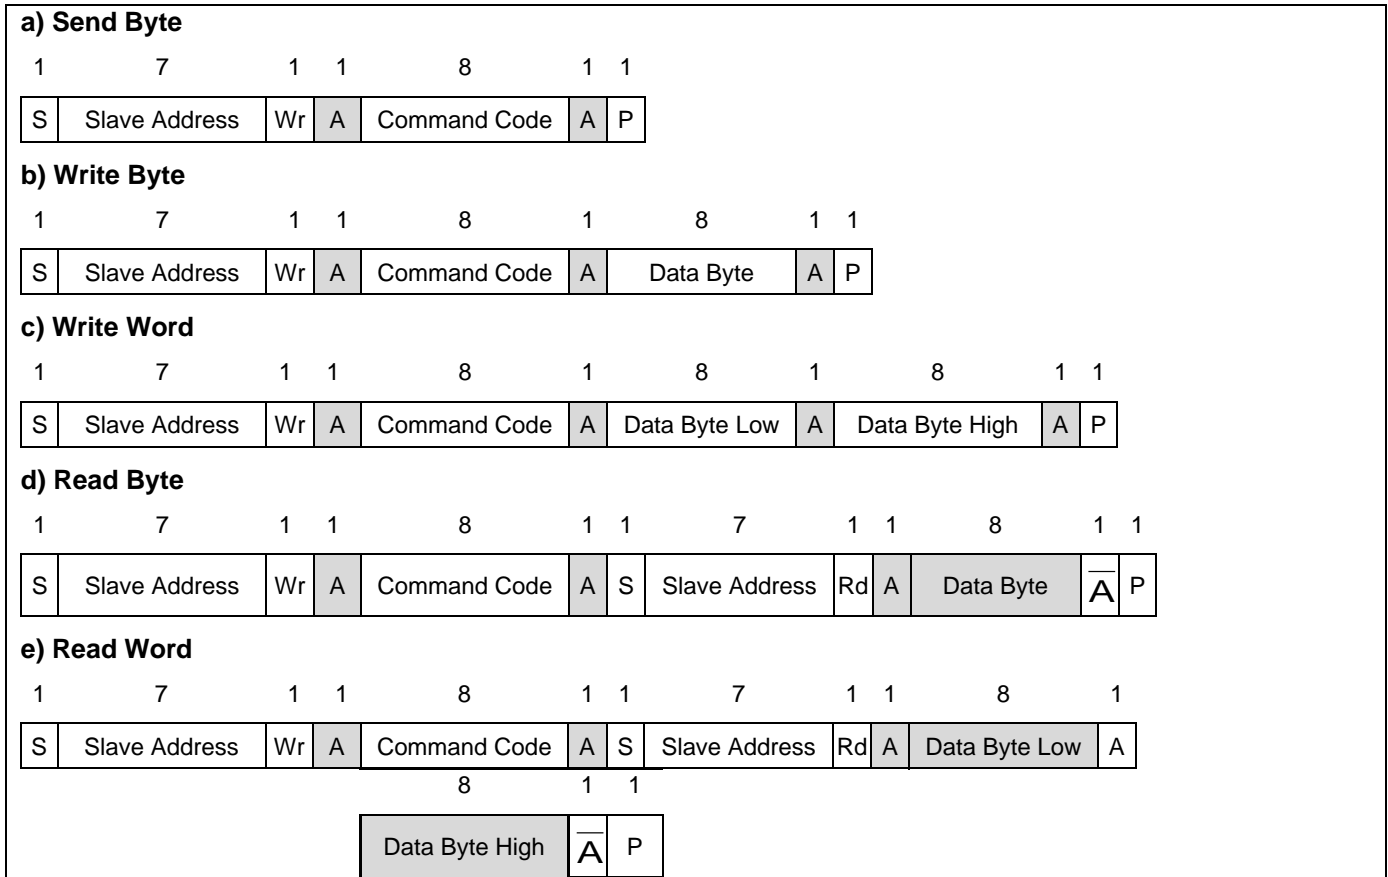 a) Send Byte
1 7 1 1 8 1 1
S Slave Address Wr A Command Code A P
b) Write Byte
1 7 1 1 8 1 8 1 1
S Slave Address Wr A Command Code A Data Byte A P
c) Write Word
1 7 1 1 8 1 8 1 8 1 1
S Slave Address Wr A Command Code A Data Byte Low A Data Byte High A P
d) Read Byte
1 7 1 1 8 1 1 7 1 1 8 1 1
S Slave Address Wr A Command Code A S Slave Address Rd A Data Byte A̅ P
e) Read Word
1 7 1 1 8 1 1 7 1 1 8 1
S Slave Address Wr A Command Code A S Slave Address Rd A Data Byte Low A
8 1 1
Data Byte High A̅ P